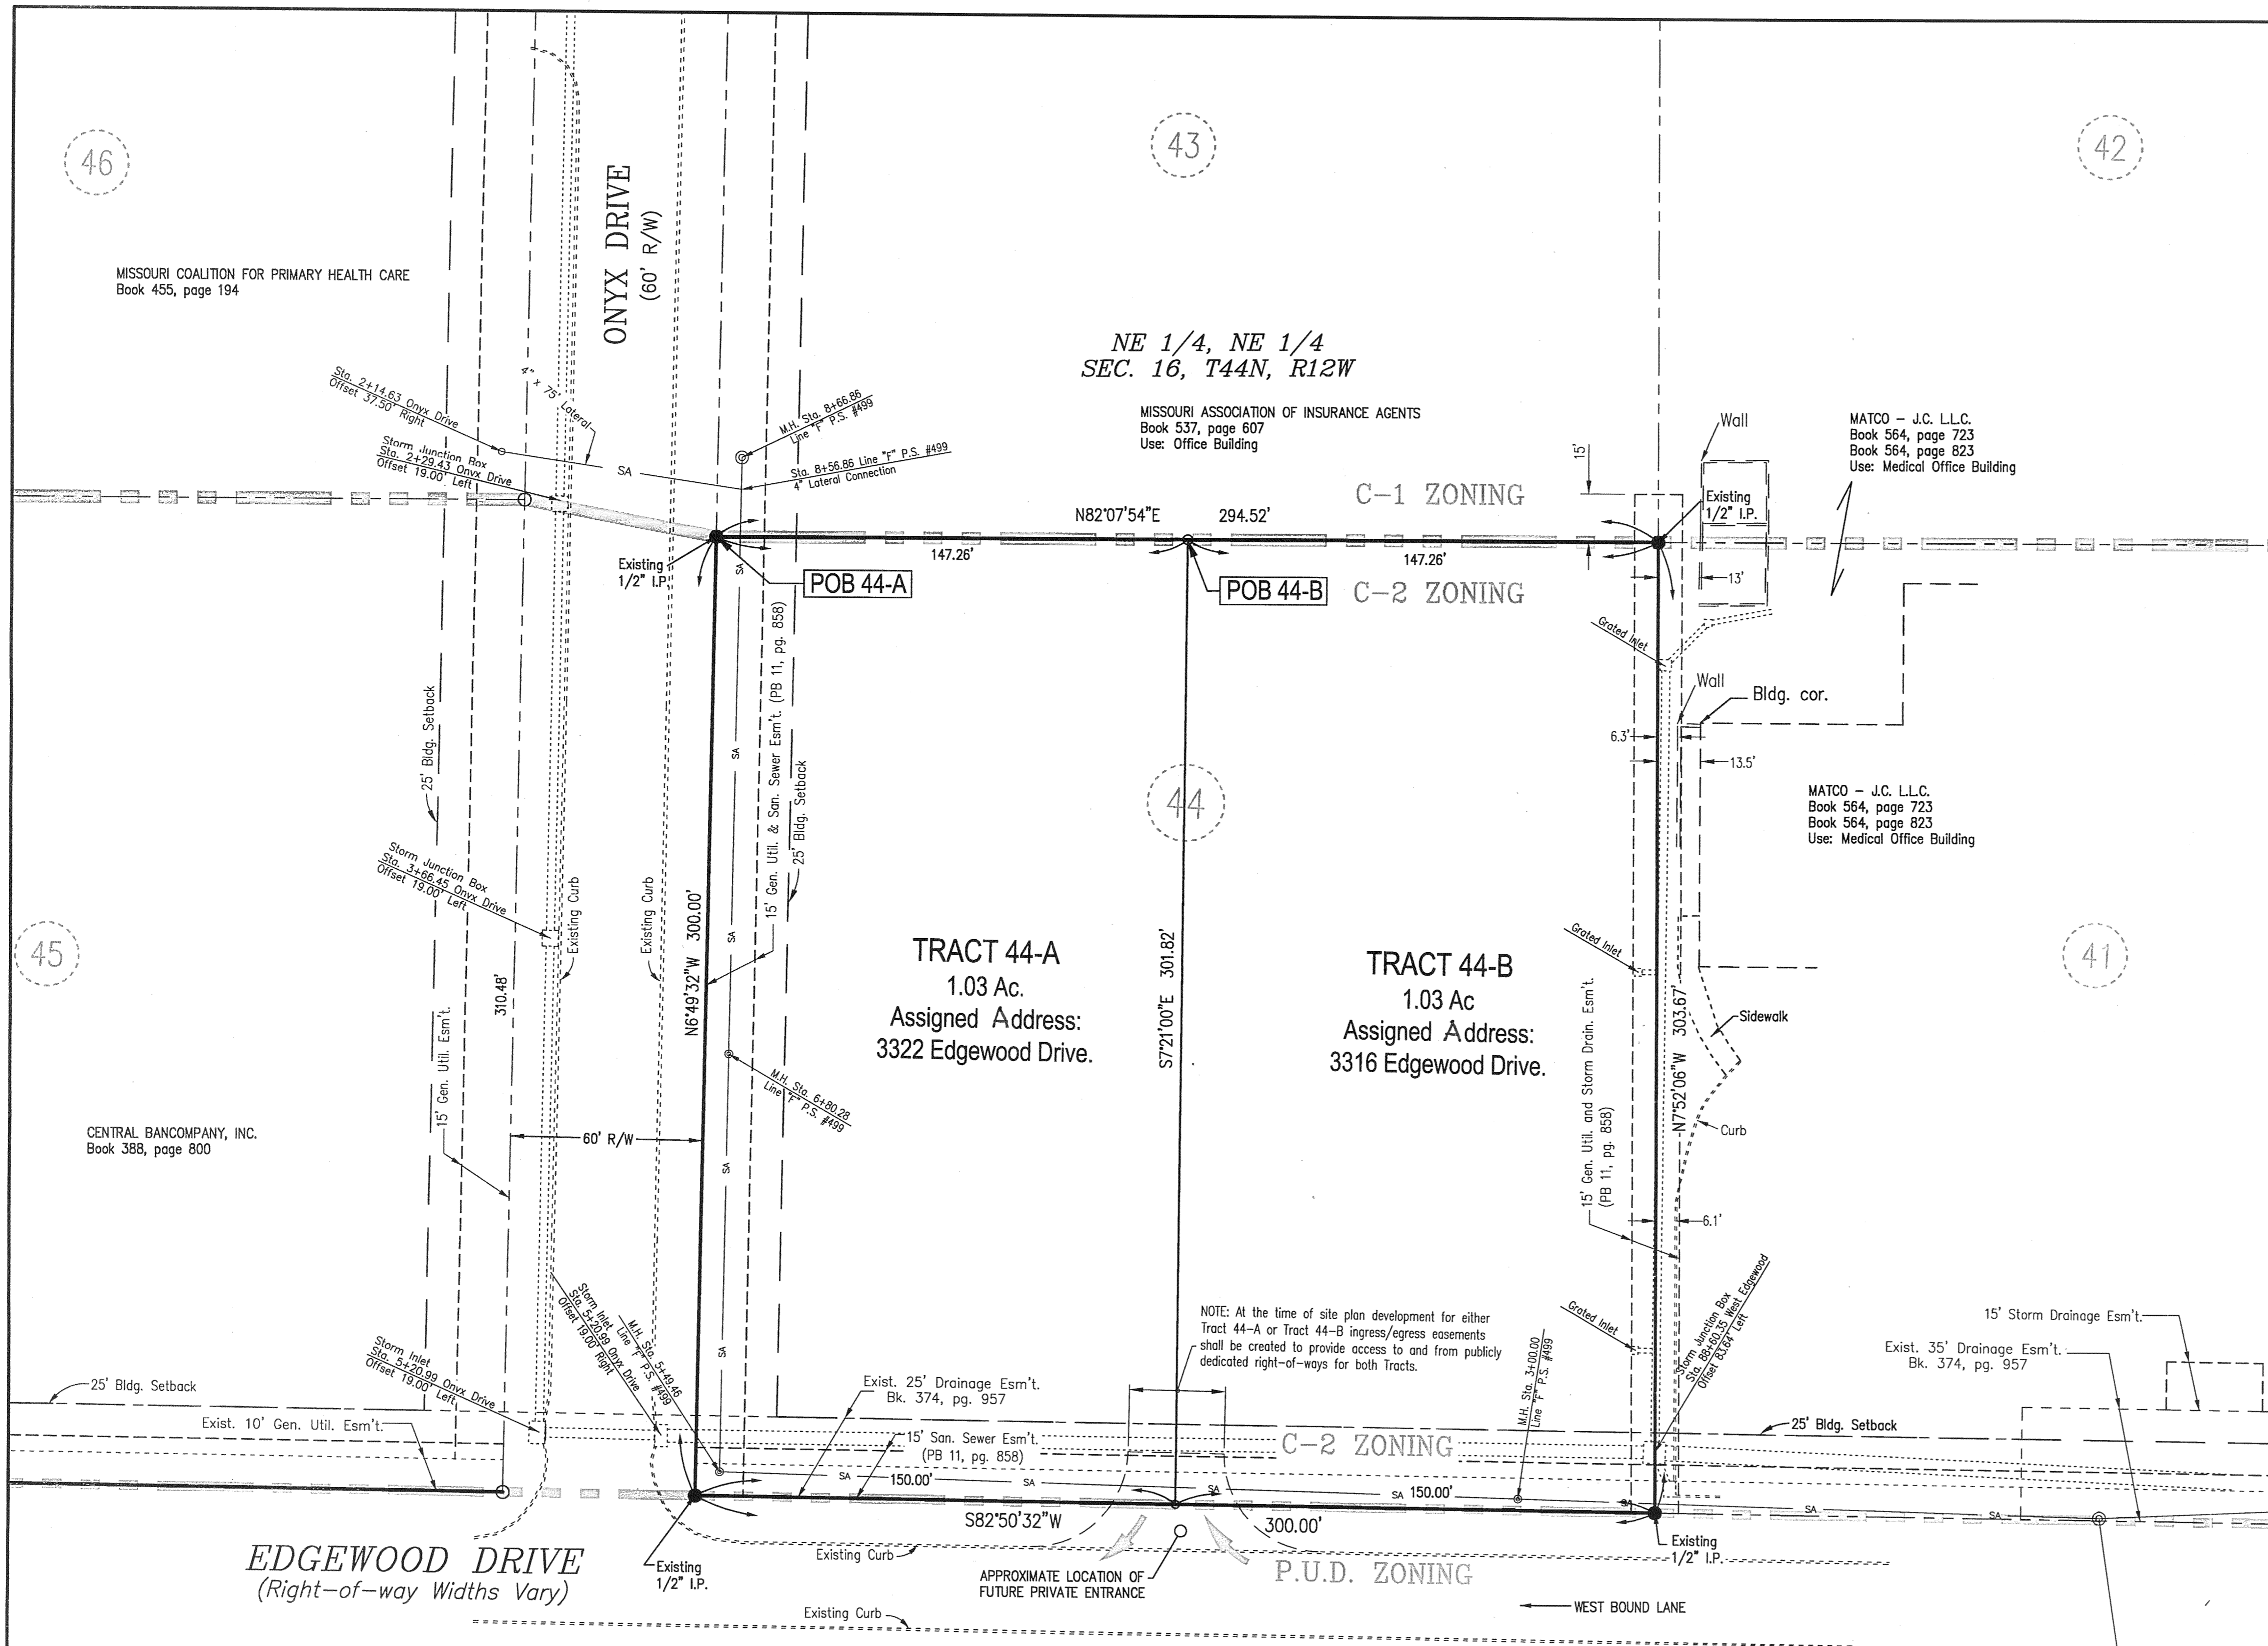 46
43
42
ONYX DRIVE
(60' R/W)
MISSOURI COALITION FOR PRIMARY HEALTH CARE
Book 455, page 194
NE 1/4, NE 1/4
SEC. 16, T44N, R12W
MISSOURI ASSOCIATION OF INSURANCE AGENTS
Book 537, page 607
Use: Office Building
Wall
MATCO - J.C. L.L.C.
Book 564, page 723
Book 564, page 823
Use: Medical Office Building
Sta. 2+14.63 Onyx Drive
Offset 37.50' Right
4" x 75' Lateral
M.H. Sta. 8+66.86
Line "F" P.S. #499
Storm Junction Box
Sta. 2+29.43 Onyx Drive
Offset 19.00' Left
SA
Sta. 8+56.86 Line "F" P.S. #499
4" Lateral Connection
15'
C-1 ZONING
Existing
1/2" I.P.
N82°07'54"E
294.52'
147.26'
147.26'
Existing
1/2" I.P.
SA
POB 44-A
POB 44-B
C-2 ZONING
13'
Grated Inlet
Wall
Bldg. cor.
6.3'
13.5'
25' Bldg. Setback
SA
15' Gen. Util. & San. Sewer Esm't. (PB 11, pg. 858)
25' Bldg. Setback
44
MATCO - J.C. L.L.C.
Book 564, page 723
Book 564, page 823
Use: Medical Office Building
Storm Junction Box
Sta. 3+66.45 Onyx Drive
Offset 19.00' Left
Existing Curb
Existing Curb
N6°49'32"W 300.00'
SA
45
41
310.48'
TRACT 44-A
1.03 Ac.
Assigned Address:
3322 Edgewood Drive.
S7°21'00"E 301.82'
TRACT 44-B
1.03 Ac
Assigned Address:
3316 Edgewood Drive.
Grated Inlet
N7°52'06"W 303.67'
Sidewalk
15' Gen. Util. Esm't.
M.H. Sta. 6+80.28
Line "F" P.S. #499
15' Gen. Util. and Storm Drain. Esm't.
(PB 11, pg. 858)
Curb
CENTRAL BANCOMPANY, INC.
Book 388, page 800
60' R/W
SA
6.1'
Storm Inlet
Sta. 5+20.99 Onyx Drive
Offset 19.00' Right
M.H. Sta. 5+49.46
Line "F" P.S. #499
SA
NOTE: At the time of site plan development for either
Tract 44-A or Tract 44-B ingress/egress easements
shall be created to provide access to and from publicly
dedicated right-of-ways for both Tracts.
Grated Inlet
Storm Junction Box
Sta. 88+60.35 West Edgewood
Offset 83.64' Left
15' Storm Drainage Esm't.
Exist. 35' Drainage Esm't.
Bk. 374, pg. 957
Storm Inlet
Sta. 5+20.99 Onyx Drive
Offset 19.00' Left
25' Bldg. Setback
Exist. 10' Gen. Util. Esm't.
Exist. 25' Drainage Esm't.
Bk. 374, pg. 957
M.H. Sta. 3+00.00
Line "F" P.S. #499
25' Bldg. Setback
15' San. Sewer Esm't.
(PB 11, pg. 858)
C-2 ZONING
SA
150.00'
SA
SA
SA
150.00'
SA
SA
SA
S82°50'32"W
300.00'
EDGEWOOD DRIVE
(Right-of-way Widths Vary)
Existing
1/2" I.P.
Existing Curb
APPROXIMATE LOCATION OF
FUTURE PRIVATE ENTRANCE
P.U.D. ZONING
Existing
1/2" I.P.
Existing Curb
WEST BOUND LANE